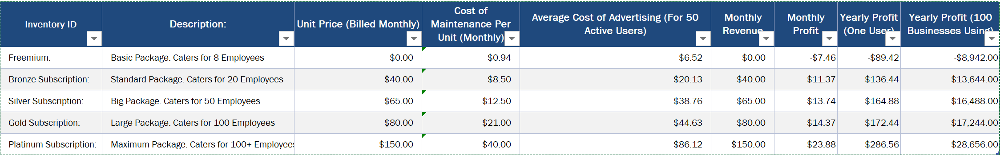 Inventory ID Description: Unit Price (Billed Monthly) Cost of Maintenance Per Unit (Monthly) Average Cost of Advertising (For 50 Active Users) Monthly Revenue Monthly Profit Yearly Profit (One User) Yearly Profit (100 Businesses Using)
Freemium: Basic Package. Caters for 8 Employees $0.00 $0.94 $6.52 $0.00 -$7.46 -$89.42 -$8,942.00
Bronze Subscription: Standard Package. Caters for 20 Employees $40.00 $8.50 $20.13 $40.00 $11.37 $136.44 $13,644.00
Silver Subscription: Big Package. Caters for 50 Employees $65.00 $12.50 $38.76 $65.00 $13.74 $164.88 $16,488.00
Gold Subscription: Large Package. Caters for 100 Employees $80.00 $21.00 $44.63 $80.00 $14.37 $172.44 $17,244.00
Platinum Subscription: Maximum Package. Caters for 100+ Employees $150.00 $40.00 $86.12 $150.00 $23.88 $286.56 $28,656.00